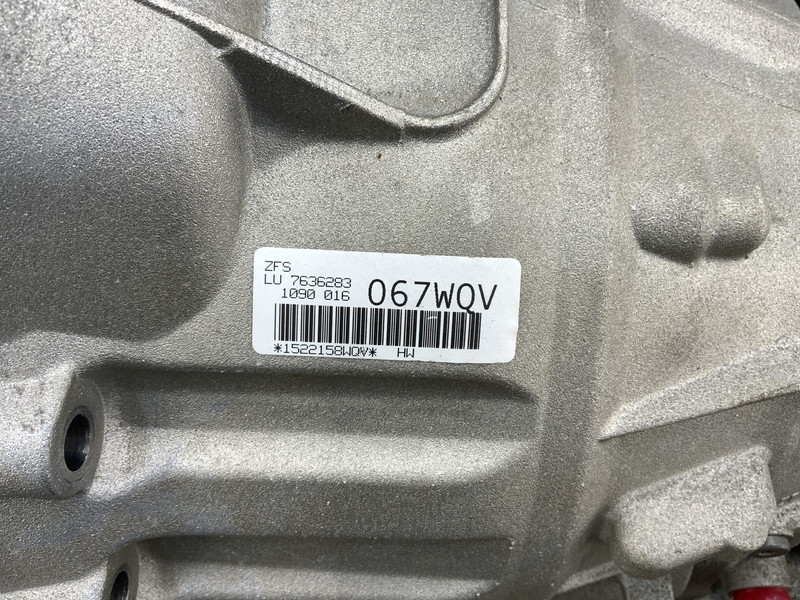 ZFS
LU 7636283
1090 016 067WQV
*1522158WQV* HW